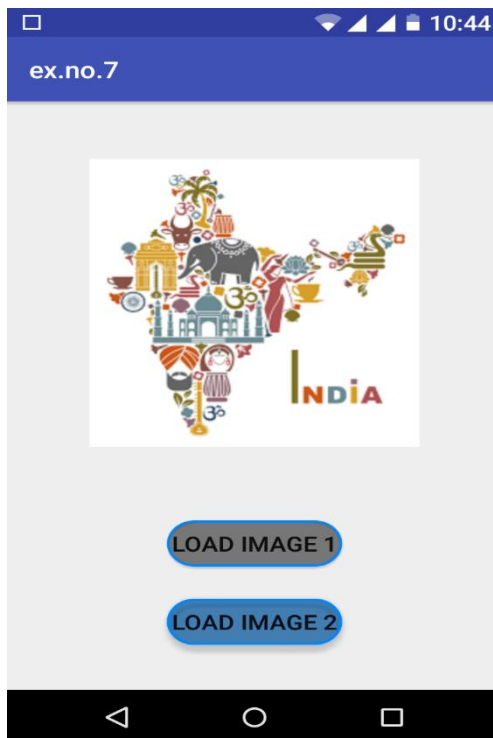 10:44
ex.no.7
ॐ
ॐ
ॐ
ॐ
INDIA
LOAD IMAGE 1
LOAD IMAGE 2